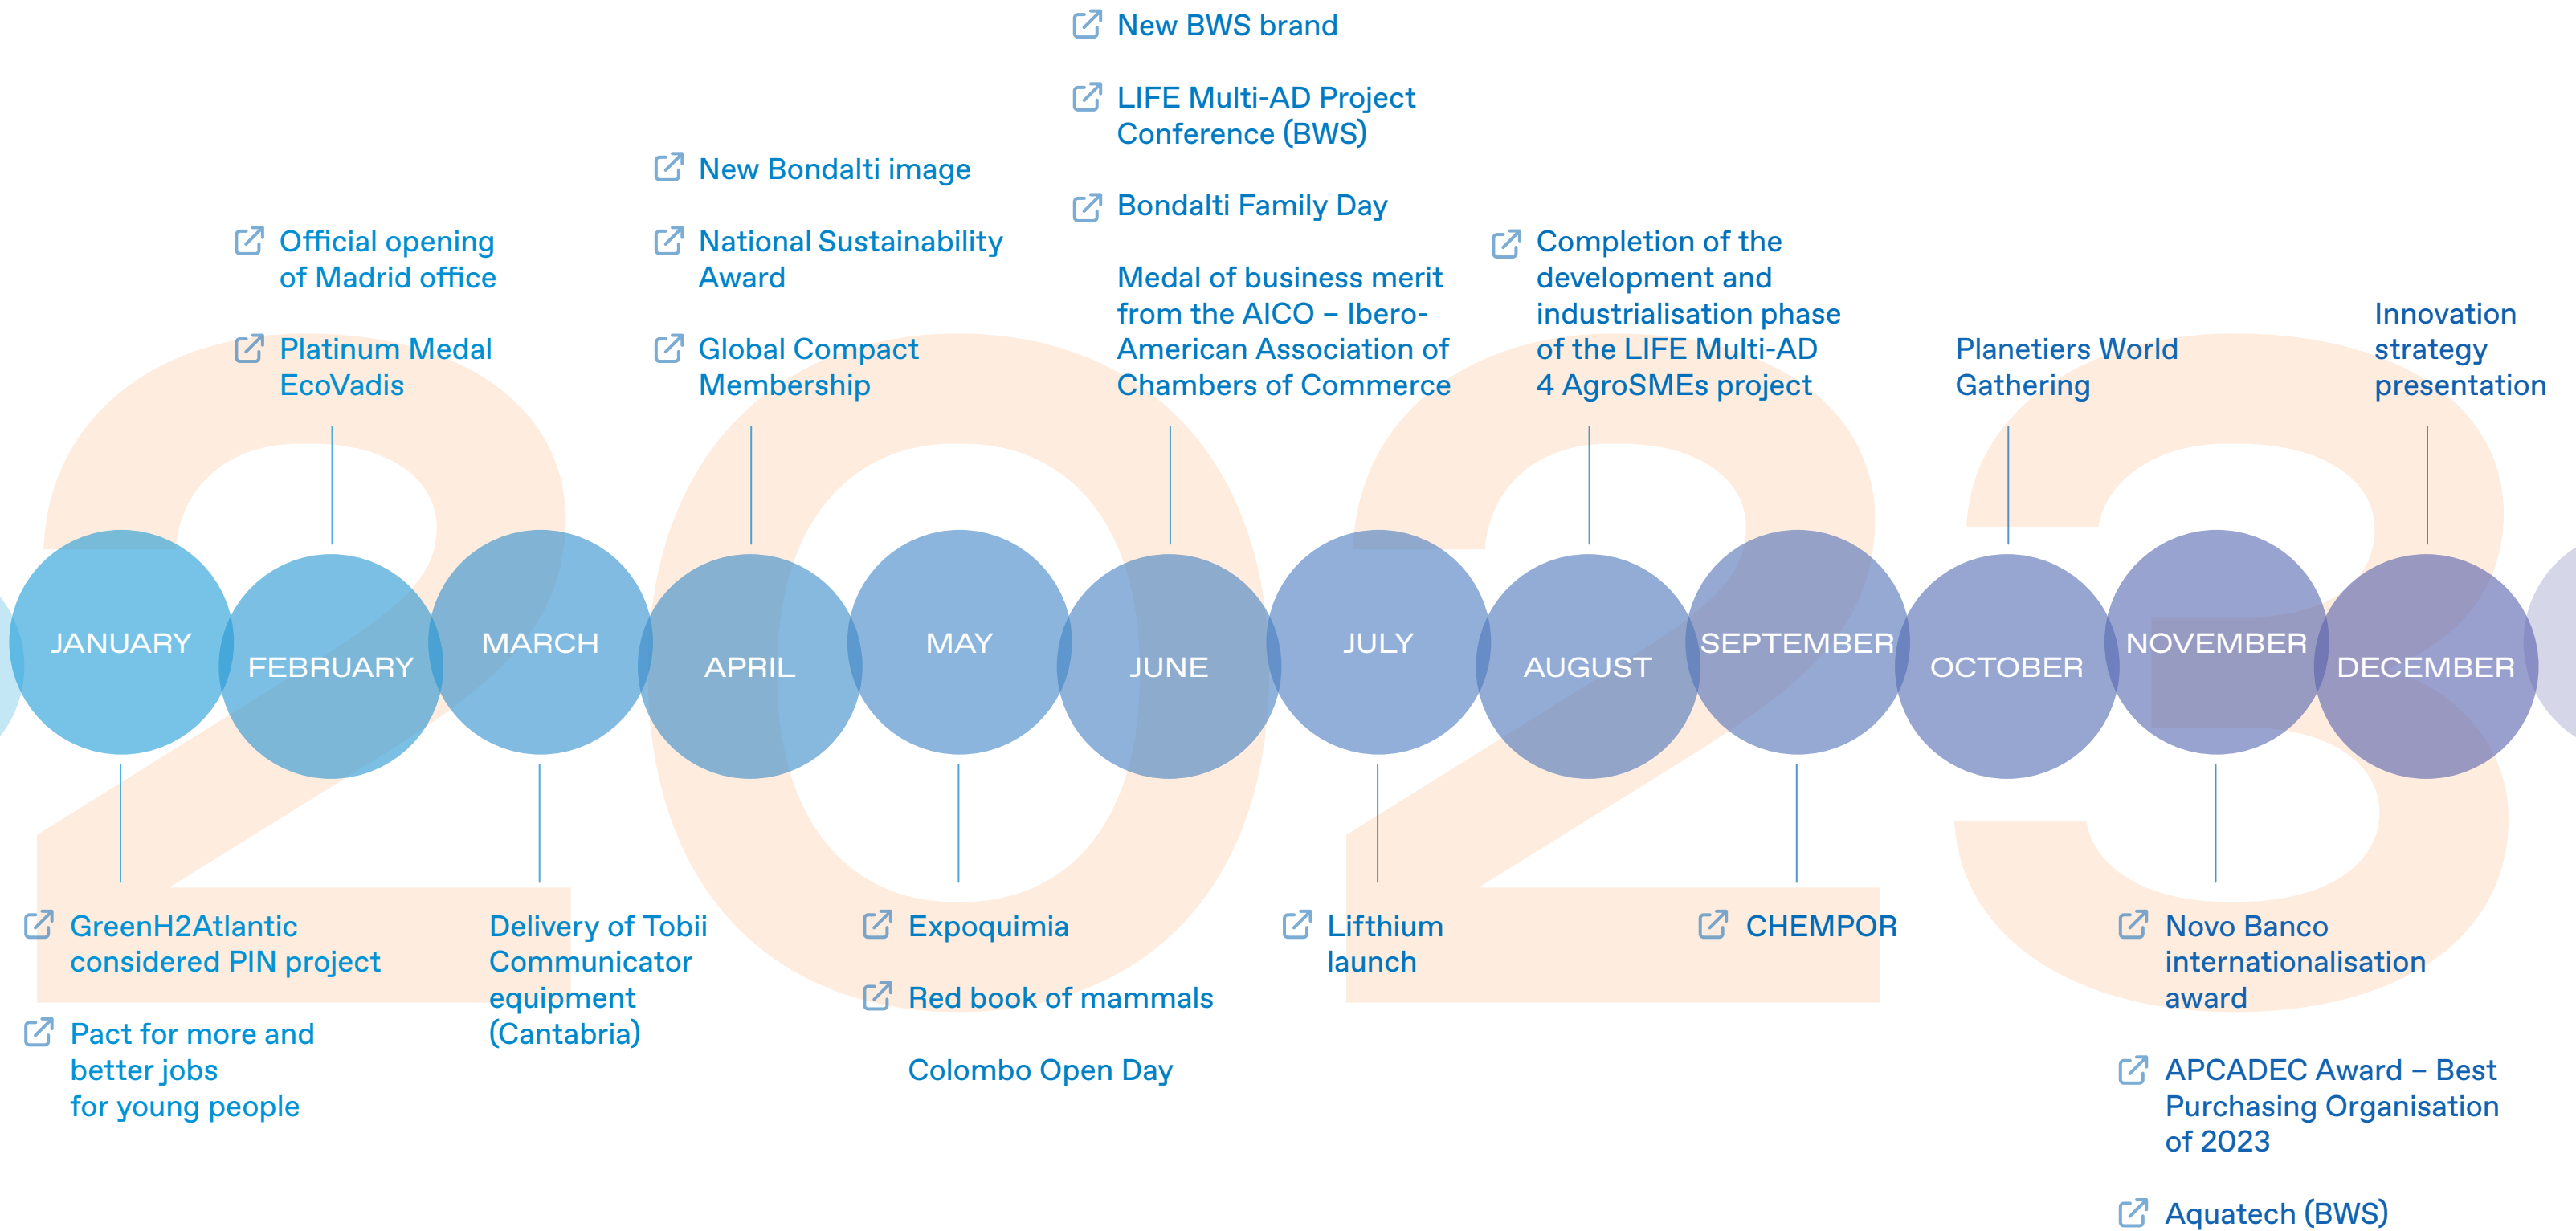 New BWS brand
LIFE Multi-AD Project
Conference (BWS)
Bondalti Family Day
Medal of business merit
from the AICO – Ibero-
American Association of
Chambers of Commerce
New Bondalti image
National Sustainability
Award
Global Compact
Membership
Official opening
of Madrid office
Platinum Medal
EcoVadis
Completion of the
development and
industrialisation phase
of the LIFE Multi-AD
4 AgroSMEs project
Planetiers World
Gathering
Innovation
strategy
presentation
2023
JANUARY
FEBRUARY
MARCH
APRIL
MAY
JUNE
JULY
AUGUST
SEPTEMBER
OCTOBER
NOVEMBER
DECEMBER
GreenH2Atlantic
considered PIN project
Pact for more and
better jobs
for young people
Delivery of Tobii
Communicator
equipment
(Cantabria)
Expoquimia
Red book of mammals
Colombo Open Day
Lifthium
launch
CHEMPOR
Novo Banco
internationalisation
award
APCADEC Award – Best
Purchasing Organisation
of 2023
Aquatech (BWS)